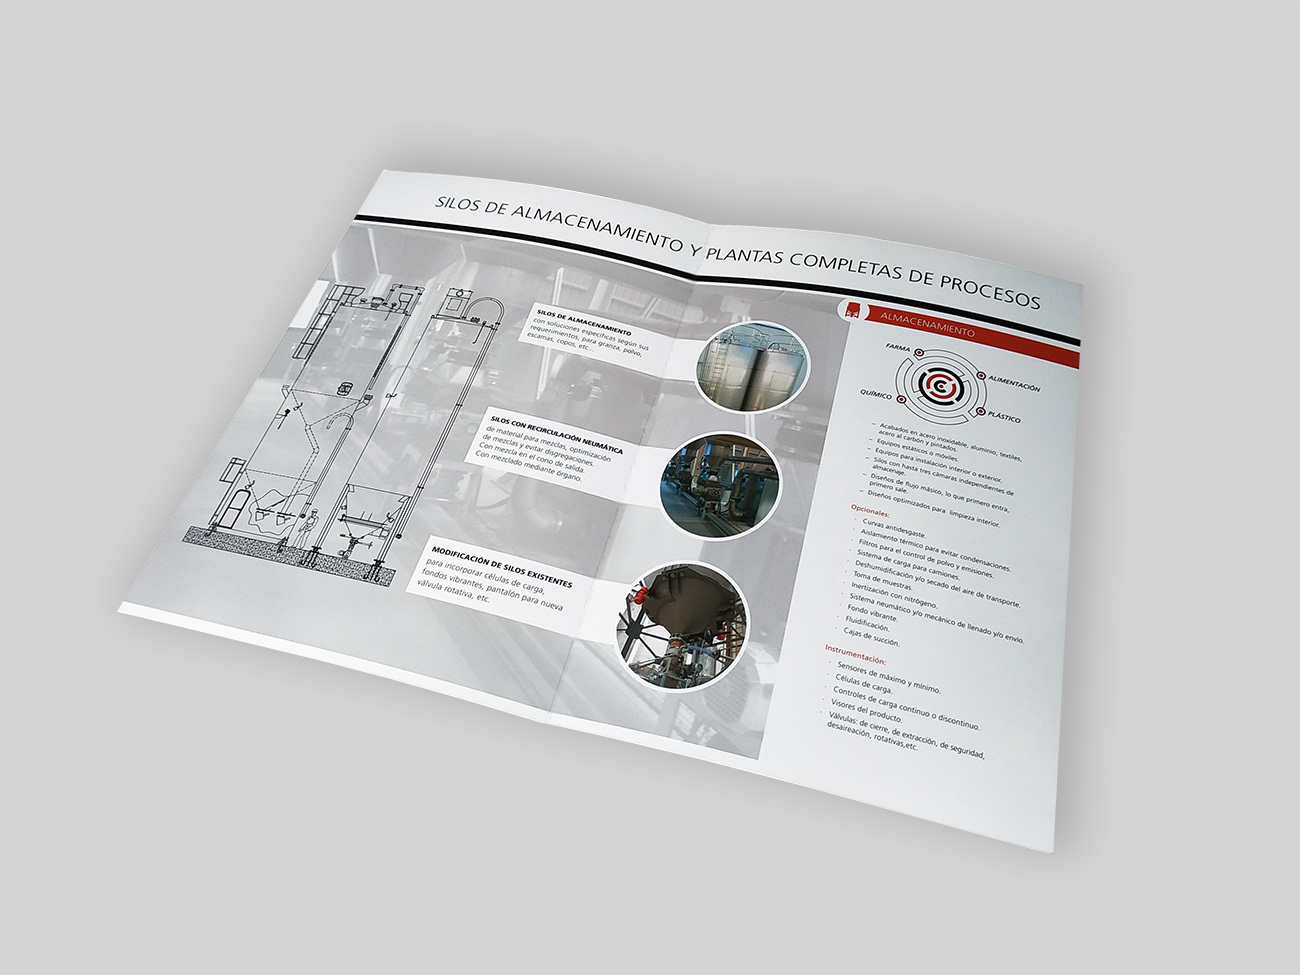 SILOS DE ALMACENAMIENTO Y PLANTAS COMPLETAS DE PROCESOS
SILOS DE ALMACENAMIENTO
con soluciones específicas según sus
requerimientos, para granza, polvo,
escamas, copos, etc...
SILOS CON RECIRCULACIÓN NEUMÁTICA
de material para mezclas, optimización
de mezclas y evitar disgregaciones.
Con mezcla en el cono de salida.
Con mezclado mediante órgano.
MODIFICACIÓN DE SILOS EXISTENTES
para incorporar células de carga,
fondos vibrantes, pantalón para nueva
válvula rotativa, etc.
ALMACENAMIENTO
FARMA
ALIMENTACIÓN
QUÍMICO
PLÁSTICO
– Acabados en acero inoxidable, aluminio, textiles,
acero al carbón y pintados.
– Equipos estáticos o móviles.
– Equipos para instalación interior o exterior.
– Silos con hasta tres cámaras independientes de
almacenaje.
– Diseños de flujo másico, lo que primero entra,
primero sale.
– Diseños optimizados para limpieza interior.
Opcionales:
· Curvas antidesgaste.
· Aislamiento térmico para evitar condensaciones.
· Filtros para el control de polvo y emisiones.
· Sistema de carga para camiones.
· Deshumidificación y/o secado del aire de transporte.
· Toma de muestras.
· Inertización con nitrógeno.
· Sistema neumático y/o mecánico de llenado y/o envío.
· Fondo vibrante.
· Fluidificación.
· Cajas de succión.
Instrumentación:
· Sensores de máximo y mínimo.
· Células de carga.
· Controles de carga continuo o discontinuo.
· Visores del producto.
· Válvulas: de cierre, de extracción, de seguridad,
desaireación, rotativas,etc.